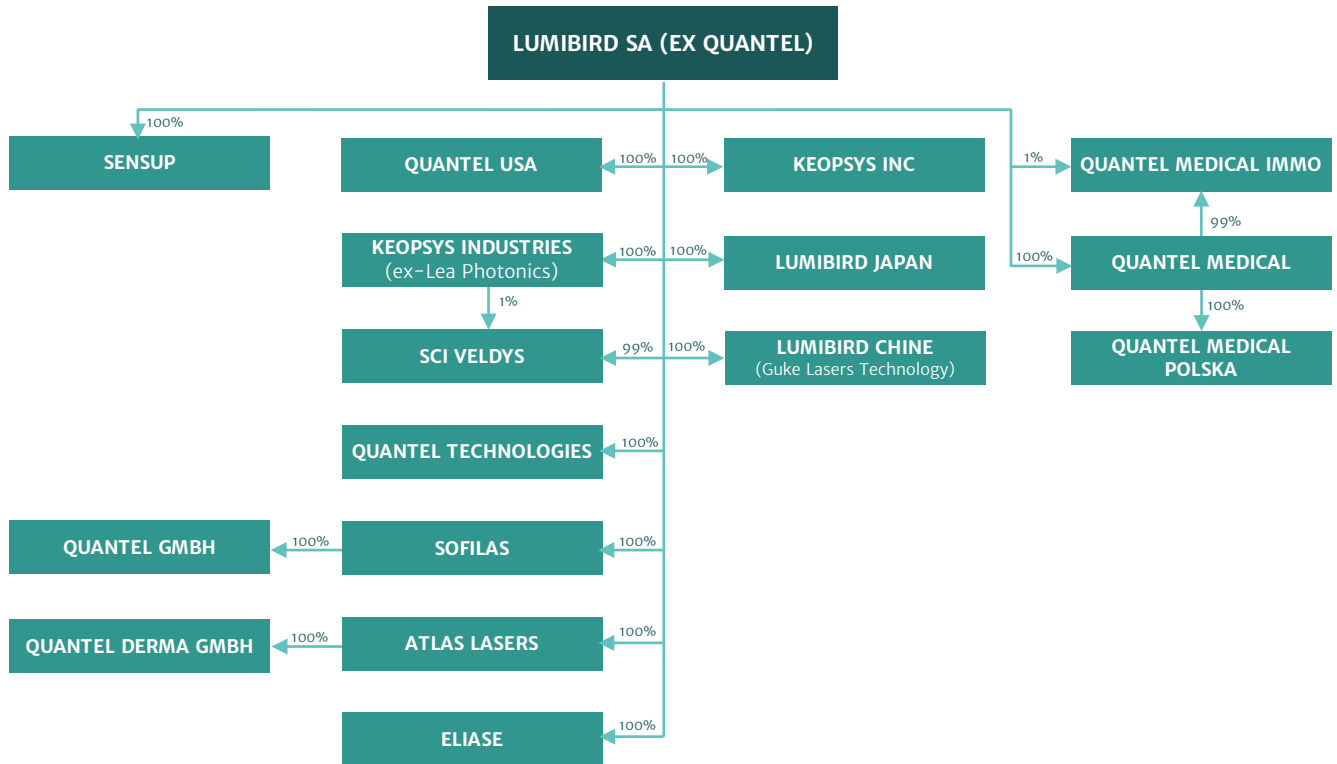 LUMIBIRD SA (EX QUANTEL)
100%
SENSUP
QUANTEL USA
100%
100%
KEOPSYS INC
1%
QUANTEL MEDICAL IMMO
99%
KEOPSYS INDUSTRIES
(ex-Lea Photonics)
100%
100%
LUMIBIRD JAPAN
100%
QUANTEL MEDICAL
1%
100%
SCI VELDYS
99%
100%
LUMIBIRD CHINE
(Guke Lasers Technology)
QUANTEL MEDICAL
POLSKA
QUANTEL TECHNOLOGIES
100%
QUANTEL GMBH
100%
SOFILAS
100%
QUANTEL DERMA GMBH
100%
ATLAS LASERS
100%
ELIASE
100%